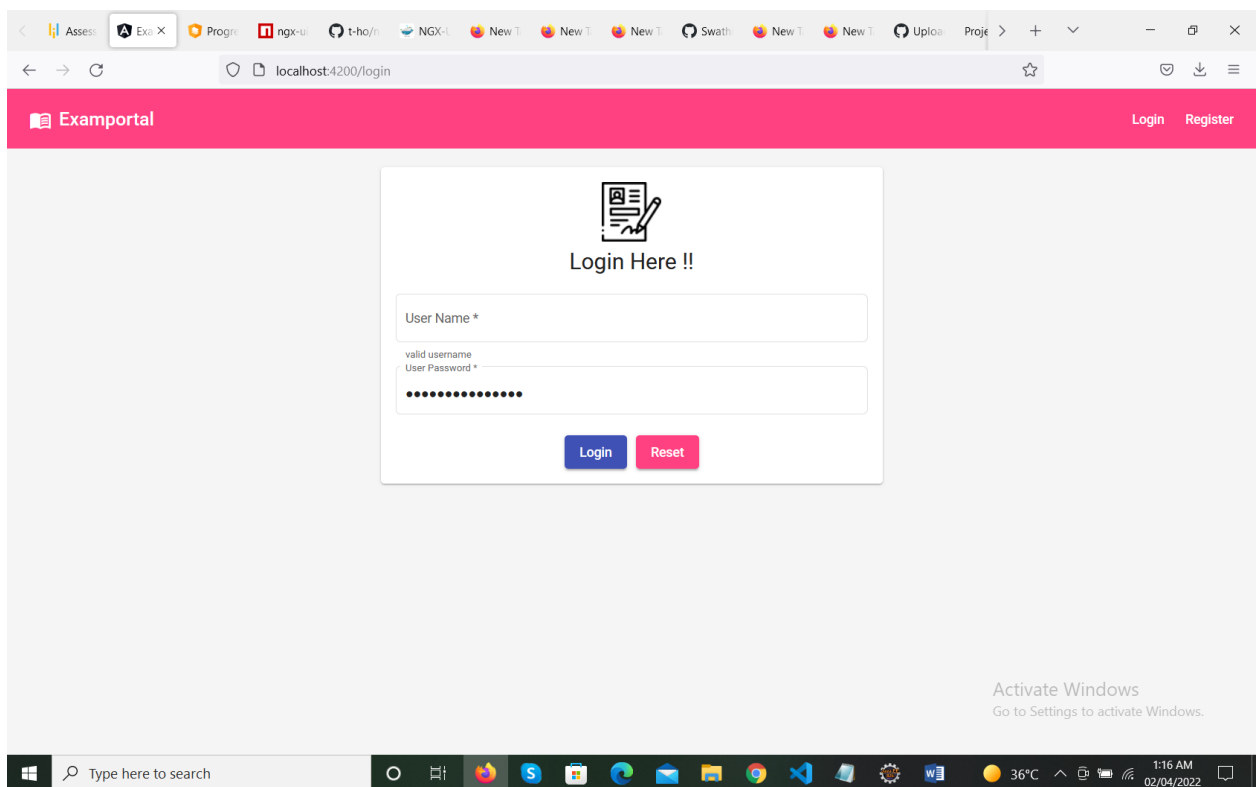 Assess Exa Progre ngx-ui t-ho/n NGX-U New T New T New T Swath New T New T Uploa Proje
localhost:4200/login
Examportal Login Register
Login Here !!
User Name *
valid username
User Password *
Login Reset
Activate Windows
Go to Settings to activate Windows.
Type here to search 36°C 1:16 AM
02/04/2022